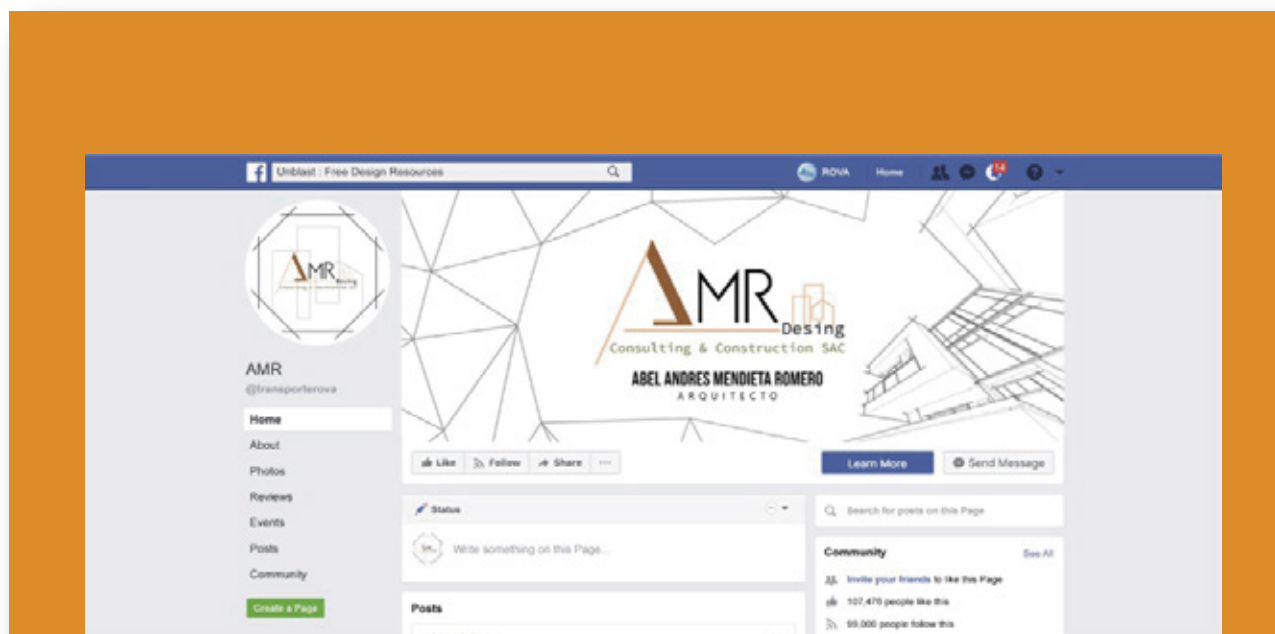 Unblast : Free Design Resources
ROVA
Home
14
AMR
Desing
AMR
@transporterova
Home
About
Photos
Reviews
Events
Posts
Community
Create a Page
AMR
Desing
Consulting & Construction SAC
ABEL ANDRES MENDIETA ROMERO
ARQUITECTO
Like Follow Share ...
Learn More Send Message
Status
Write something on this Page...
Posts
Search for posts on this Page
Community See All
Invite your friends to like this Page
107,476 people like this
99,000 people follow this